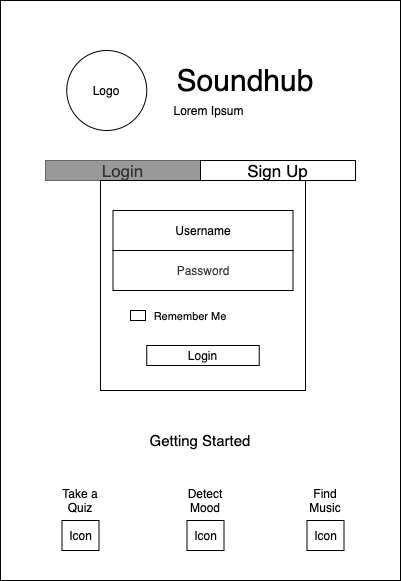 Logo
Soundhub
Lorem Ipsum
Login
Sign Up
Username
Password
Remember Me
Login
Getting Started
Take a
Quiz
Icon
Detect
Mood
Icon
Find
Music
Icon